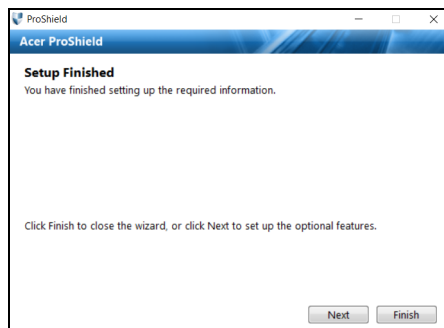 ProShield
Acer ProShield
Setup Finished
You have finished setting up the required information.
Click Finish to close the wizard, or click Next to set up the optional features.
Next Finish